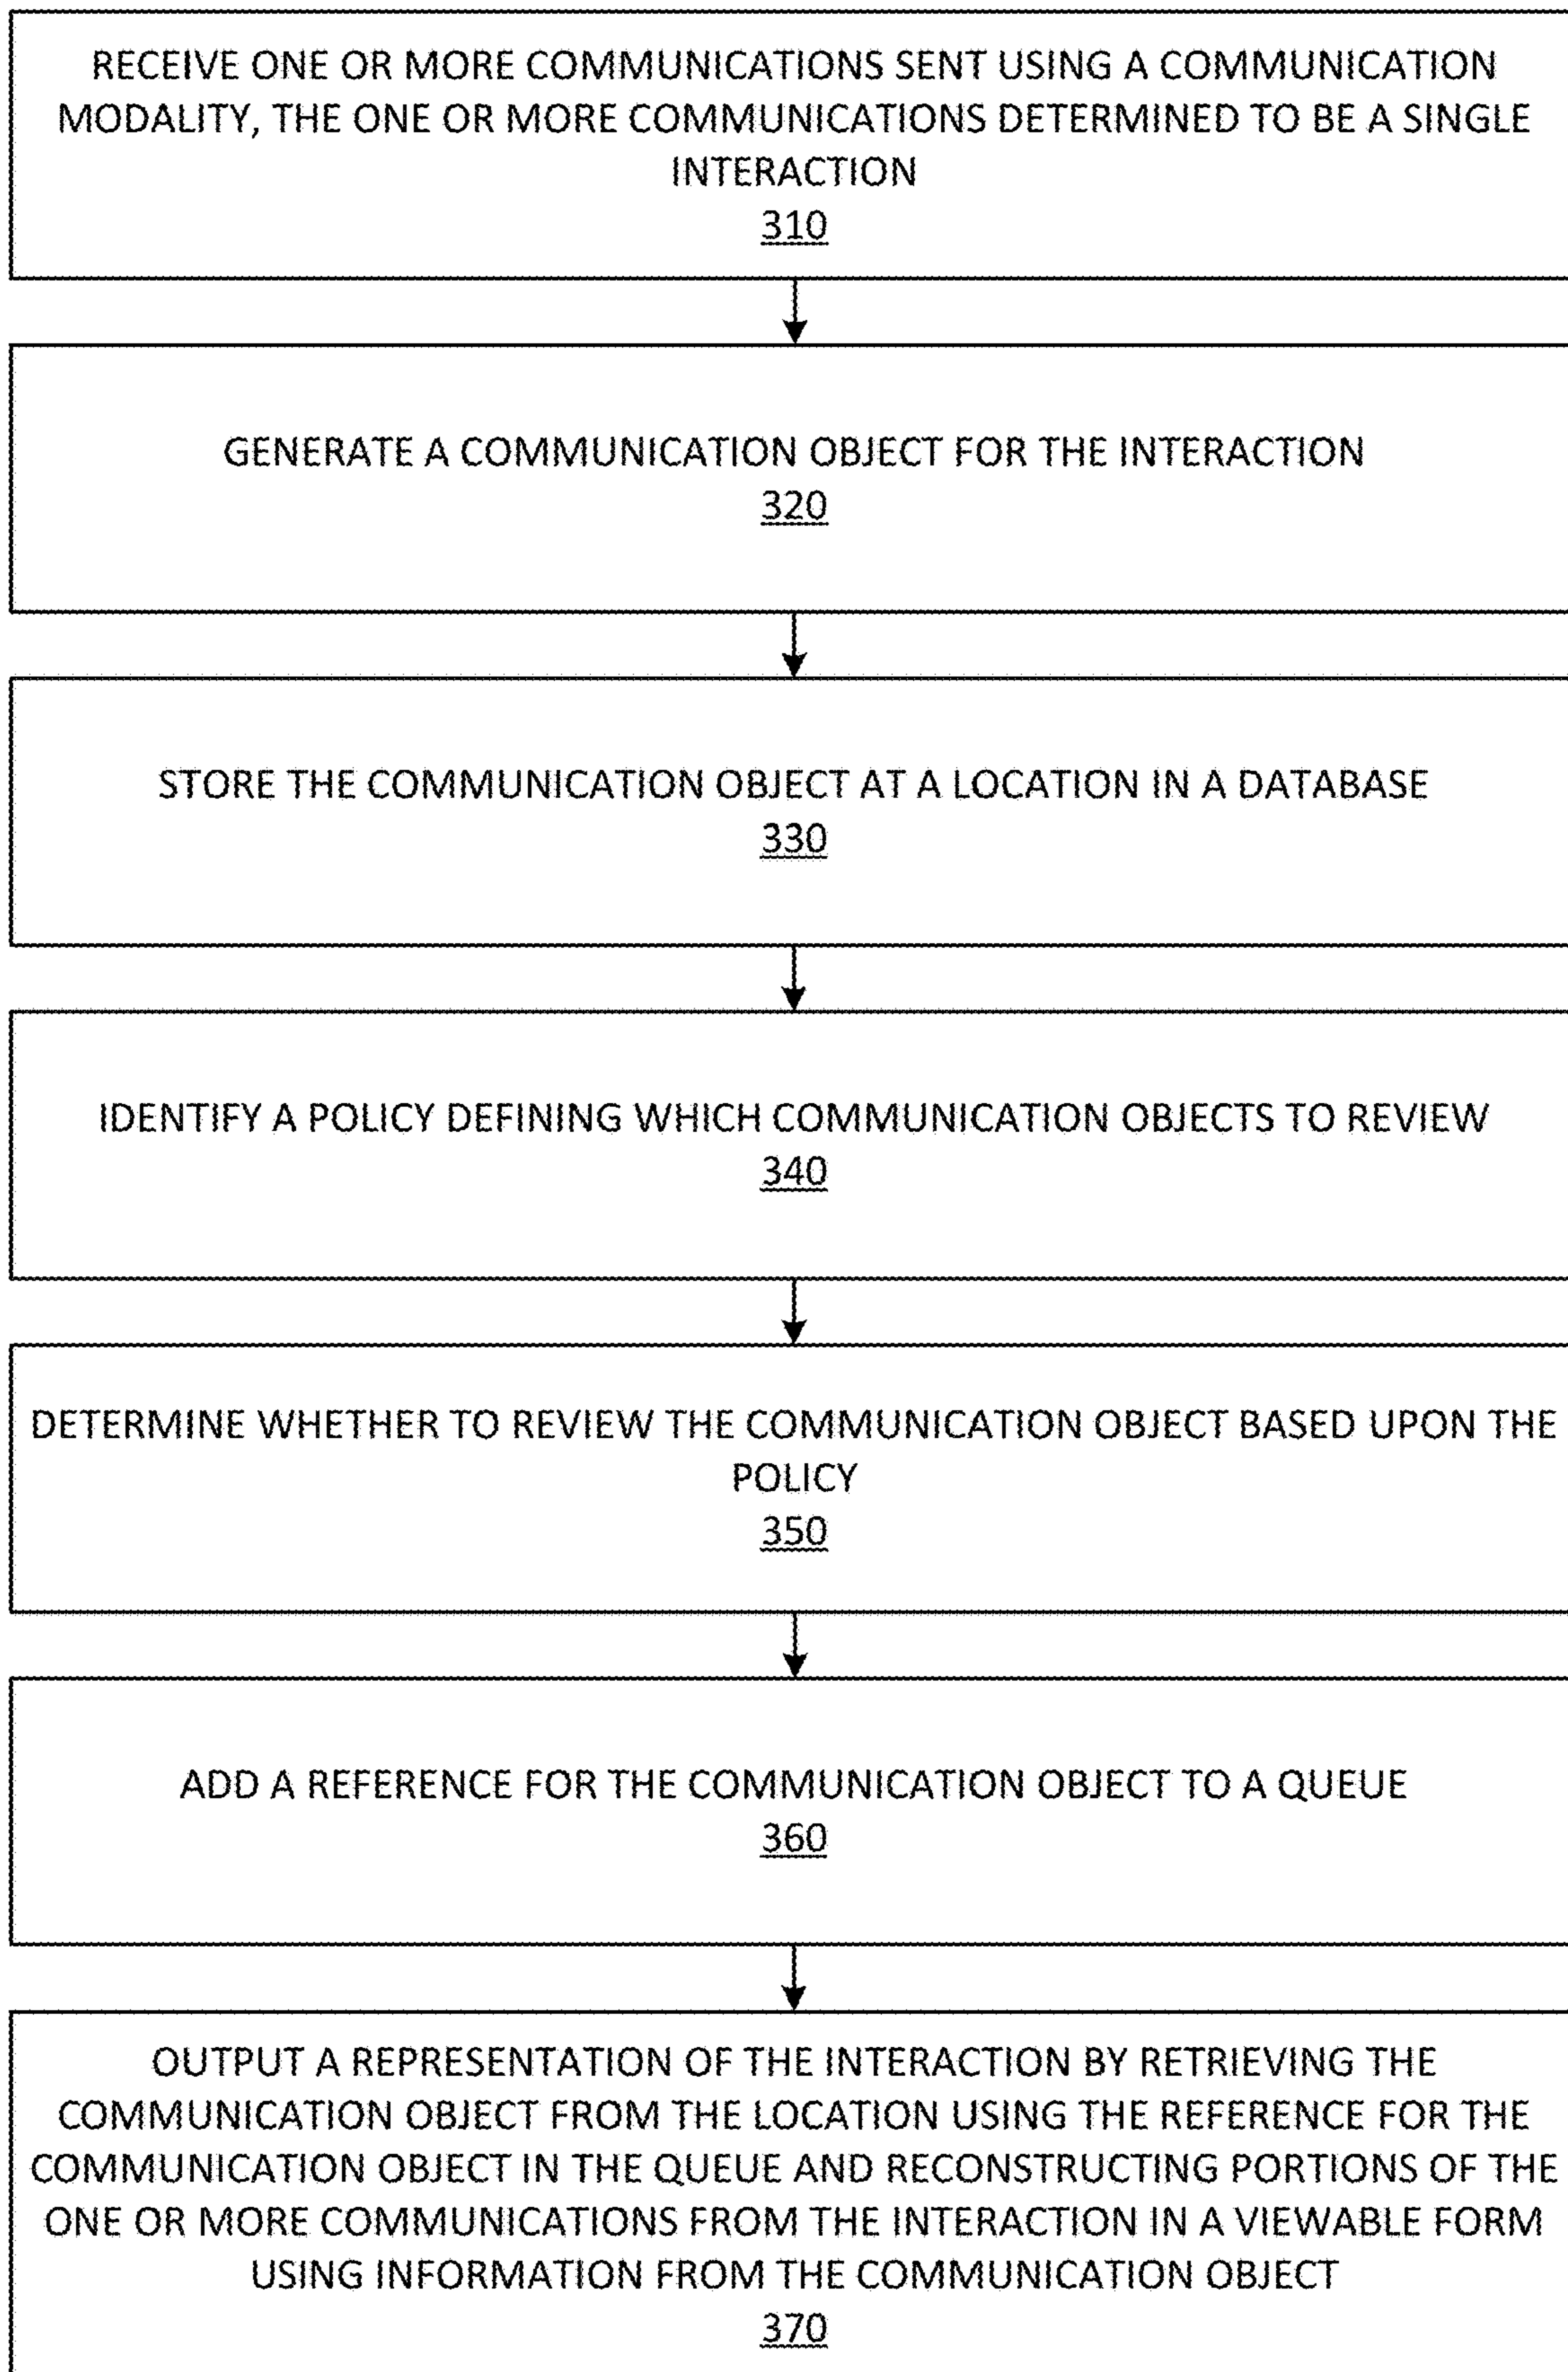 RECEIVE ONE OR MORE COMMUNICATIONS SENT USING A COMMUNICATION
MODALITY, THE ONE OR MORE COMMUNICATIONS DETERMINED TO BE A SINGLE
INTERACTION
310
GENERATE A COMMUNICATION OBJECT FOR THE INTERACTION
320
STORE THE COMMUNICATION OBJECT AT A LOCATION IN A DATABASE
330
IDENTIFY A POLICY DEFINING WHICH COMMUNICATION OBJECTS TO REVIEW
340
DETERMINE WHETHER TO REVIEW THE COMMUNICATION OBJECT BASED UPON THE
POLICY
350
ADD A REFERENCE FOR THE COMMUNICATION OBJECT TO A QUEUE
360
OUTPUT A REPRESENTATION OF THE INTERACTION BY RETRIEVING THE
COMMUNICATION OBJECT FROM THE LOCATION USING THE REFERENCE FOR THE
COMMUNICATION OBJECT IN THE QUEUE AND RECONSTRUCTING PORTIONS OF THE
ONE OR MORE COMMUNICATIONS FROM THE INTERACTION IN A VIEWABLE FORM
USING INFORMATION FROM THE COMMUNICATION OBJECT
370